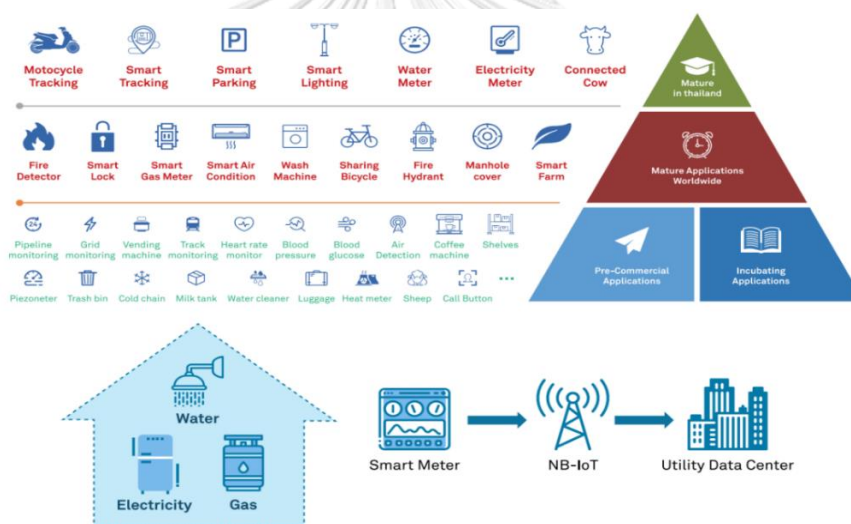 P
Motocycle
Tracking
Smart
Tracking
Smart
Parking
Smart
Lighting
Water
Meter
Electricity
Meter
Connected
Cow
Mature
in thailand
Fire
Detector
Smart
Lock
Smart
Gas Meter
Smart Air
Condition
Wash
Machine
Sharing
Bicycle
Fire
Hydrant
Manhole
cover
Smart
Farm
Mature Applications
Worldwide
24
Pipeline
monitoring
Grid
monitoring
Vending
machine
Track
monitoring
Heart rate
monitor
Blood
pressure
Blood
glucose
Air
Detection
Coffee
machine
Shelves
Piezoneter
Trash bin
Cold chain
Milk tank
Water cleaner
Luggage
Heat meter
Sheep
Call Button
...
Pre-Commercial
Applications
Incubating
Applications
Water
Electricity
Gas
Smart Meter
NB-IoT
Utility Data Center